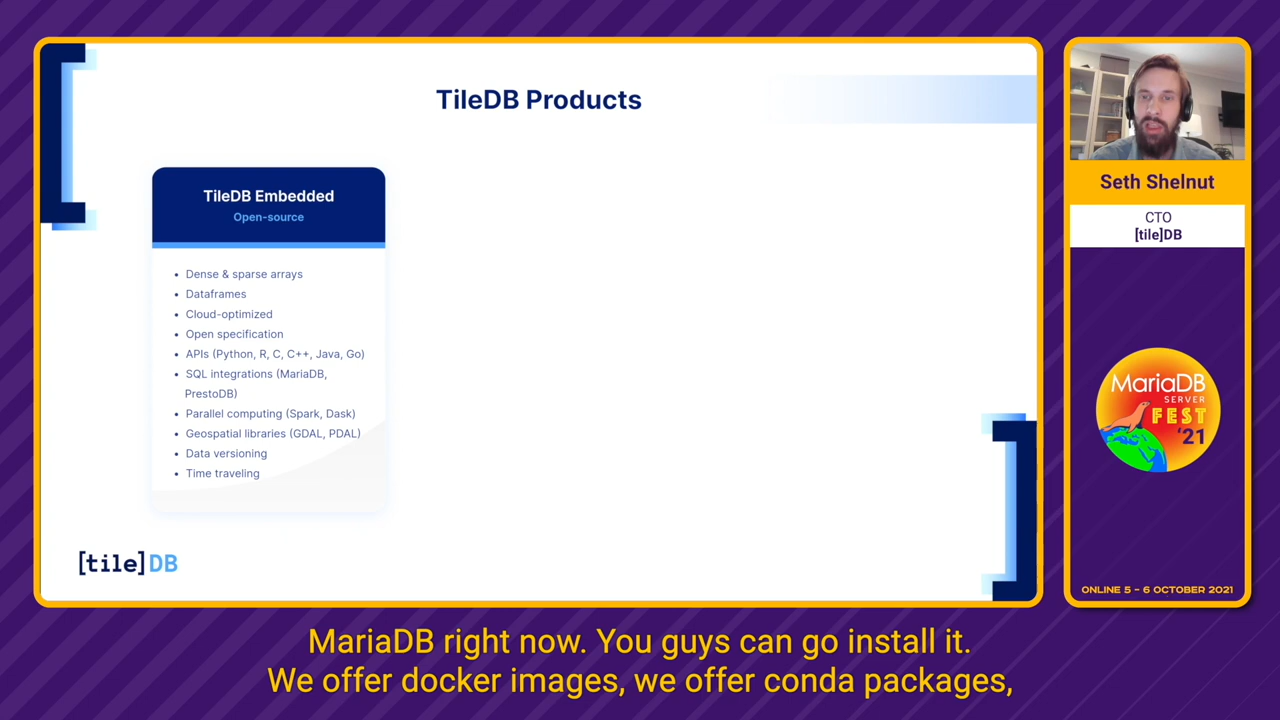 TileDB Products
TileDB Embedded
Open-source
• Dense & sparse arrays
• Dataframes
• Cloud-optimized
• Open specification
• APIs (Python, R, C, C++, Java, Go)
• SQL integrations (MariaDB,
PrestoDB)
• Parallel computing (Spark, Dask)
• Geospatial libraries (GDAL, PDAL)
• Data versioning
• Time traveling
[tile]DB
Seth Shelnut
CTO
[tile]DB
MariaDB
SERVER
FEST
'21
ONLINE 5 - 6 OCTOBER 2021
MariaDB right now. You guys can go install it.
We offer docker images, we offer conda packages,